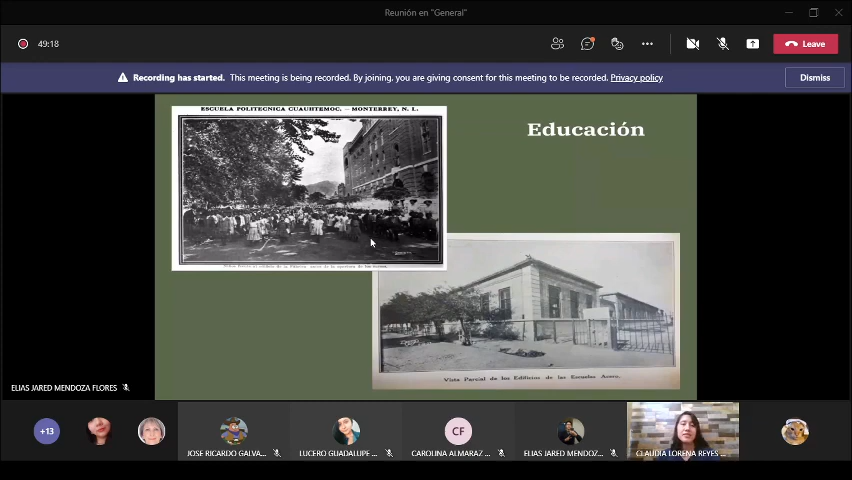 Reunión en "General"
49:18
Leave
Recording has started. This meeting is being recorded. By joining, you are giving consent for this meeting to be recorded. Privacy policy
Dismiss
ESCUELA POLITECNICA CUAUHTEMOC. — MONTERREY, N. L.
Educación
Vista Parcial de los Edificios de las Escuelas Acero.
ELIAS JARED MENDOZA FLORES
+13
JOSE RICARDO GALVA...
LUCERO GUADALUPE ...
CF
CAROLINA ALMARAZ ...
ELIAS JARED MENDOZ...
CLAUDIA LORENA REYES ...